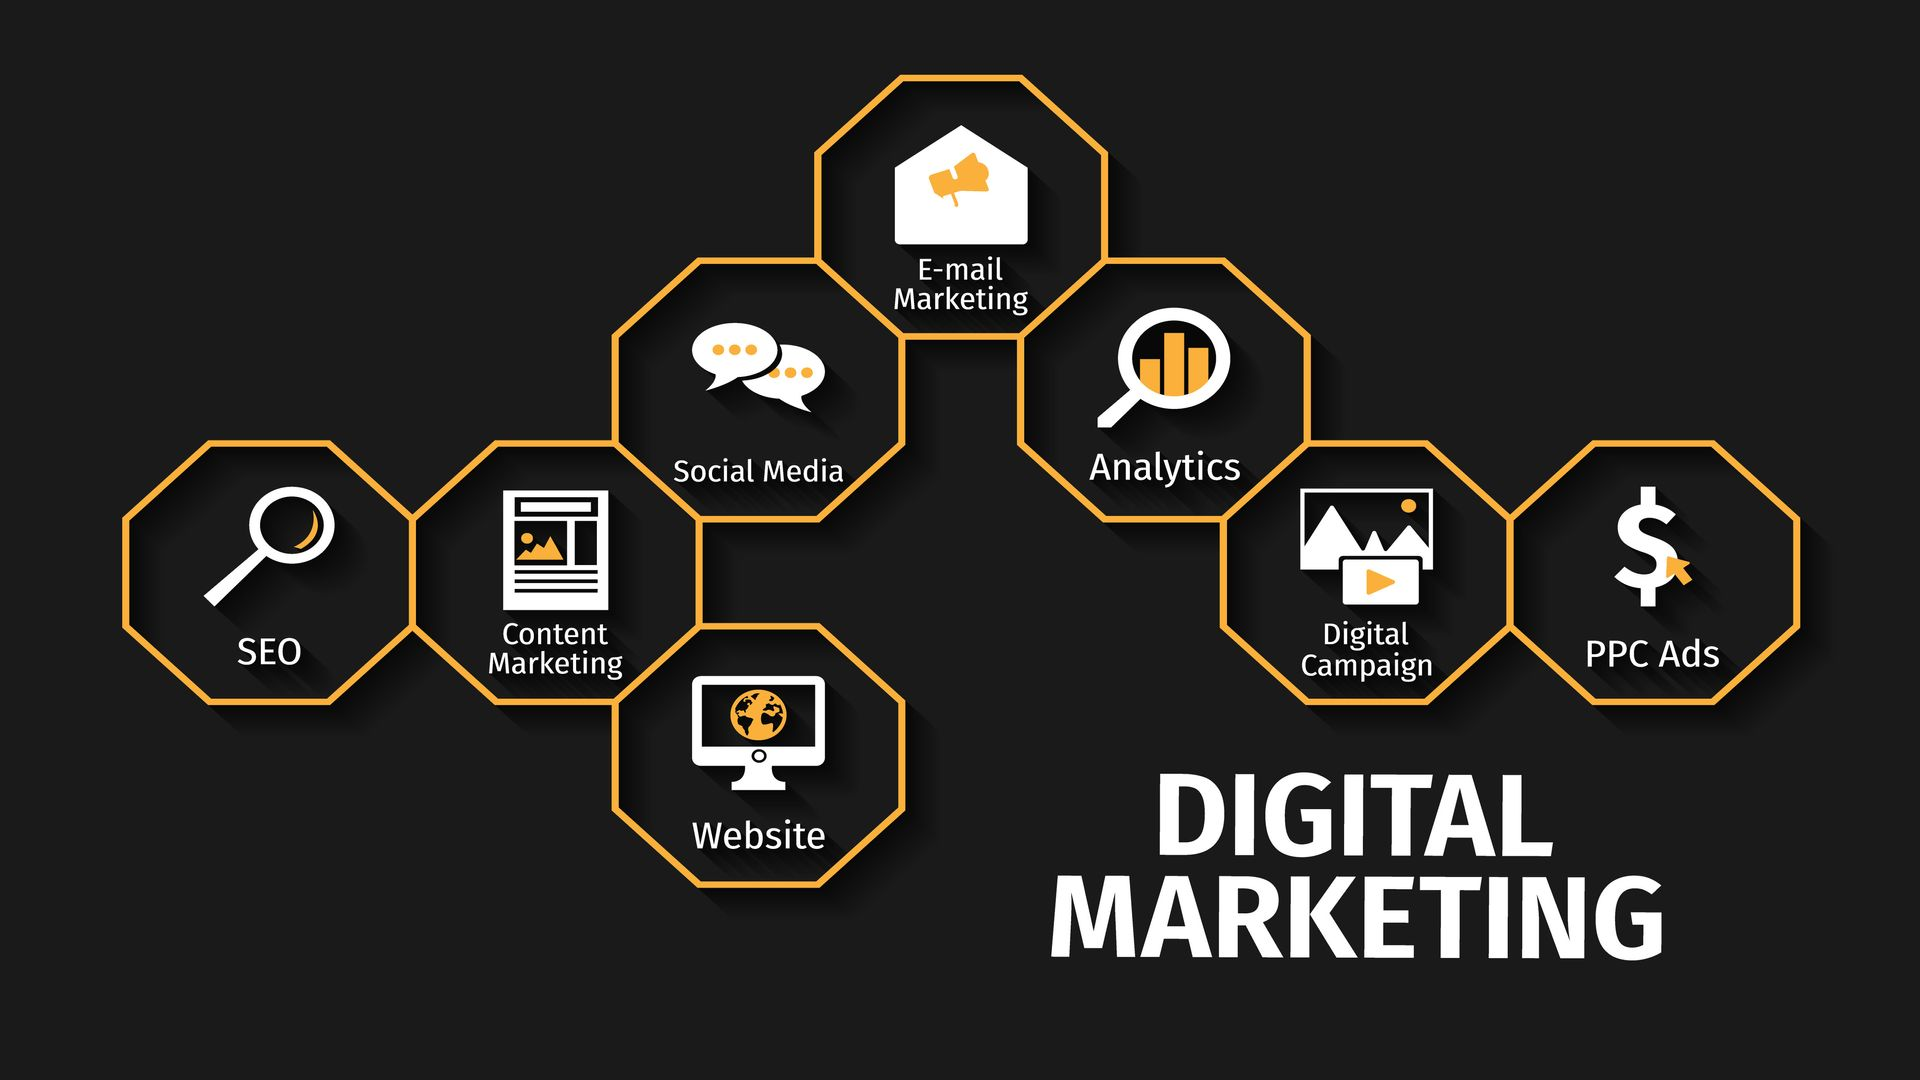 E-mail
Marketing
Social Media
Analytics
SEO
Content
Marketing
Digital
Campaign
PPC Ads
Website
DIGITAL
MARKETING